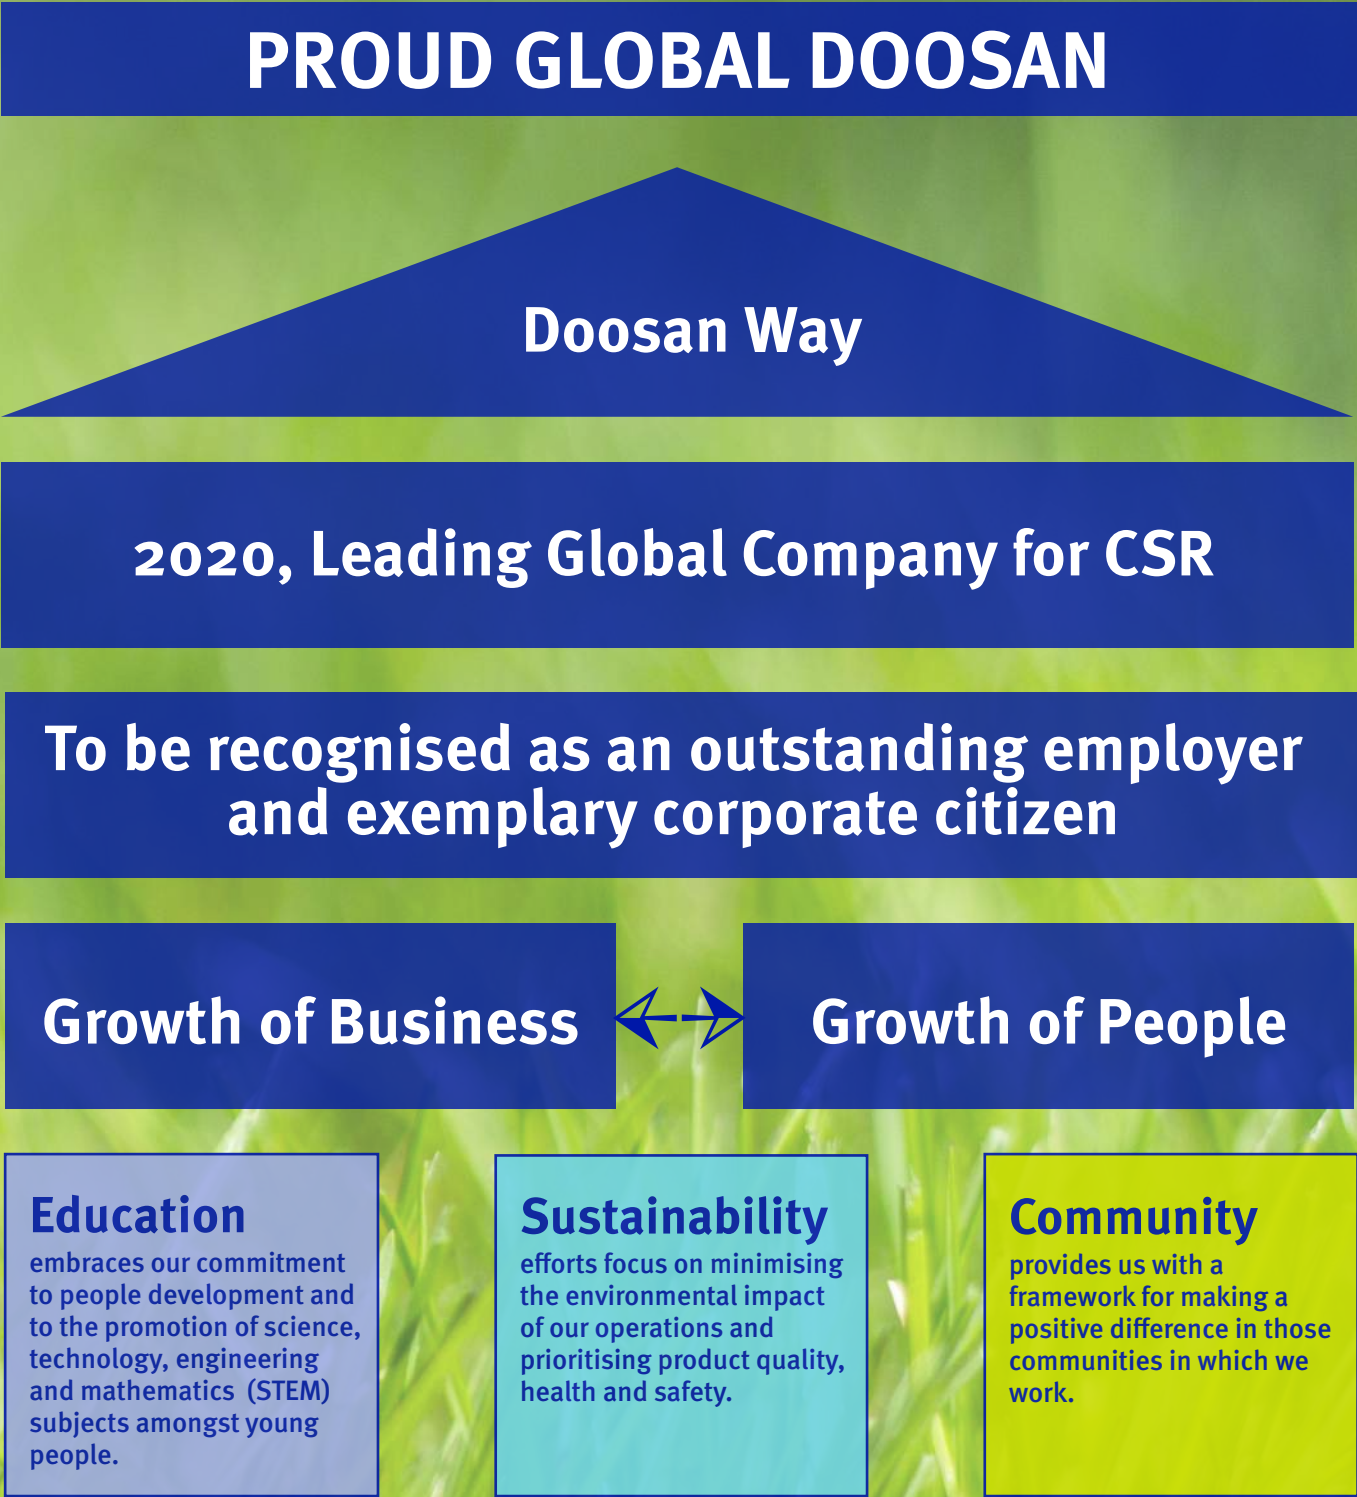 PROUD GLOBAL DOOSAN
Doosan Way
2020, Leading Global Company for CSR
To be recognised as an outstanding employer
and exemplary corporate citizen
Growth of Business
Growth of People
Education
embraces our commitment
to people development and
to the promotion of science,
technology, engineering
and mathematics (STEM)
subjects amongst young
people.
Sustainability
efforts focus on minimising
the environmental impact
of our operations and
prioritising product quality,
health and safety.
Community
provides us with a
framework for making a
positive difference in those
communities in which we
work.